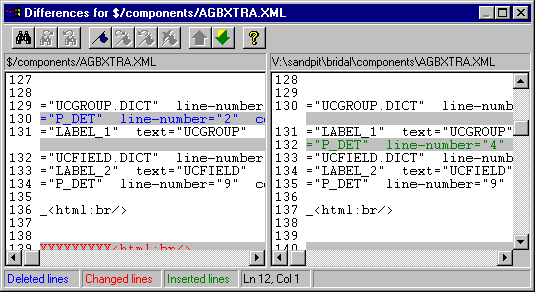 Differences for $/components/AGBXTRA.XML
$/components/AGBXTRA.XML
127
128
129 ="UCGROUP.DICT" line-number
130 ="P_DET" line-number="2" co
131 ="LABEL_1" text="UCGROUP"
132 ="UCFIELD.DICT" line-number
133 ="LABEL_2" text="UCFIELD"
134 ="P_DET" line-number="9" co
135
136 _<html:br/>
137
138
139 XXXXXXXXX<html:br/>
V:\sandpit\bridal\components\AGBXTRA.XML
128
129
130 ="UCGROUP.DICT" line-number
131 ="LABEL_1" text="UCGROUP"
132 ="P_DET" line-number="4"
133 ="UCFIELD.DICT" line-number
134 ="LABEL_2" text="UCFIELD"
135 ="P_DET" line-number="9"
136
137 _<html:br/>
138
139
140
Deleted lines Changed lines Inserted lines Ln 12, Col 1